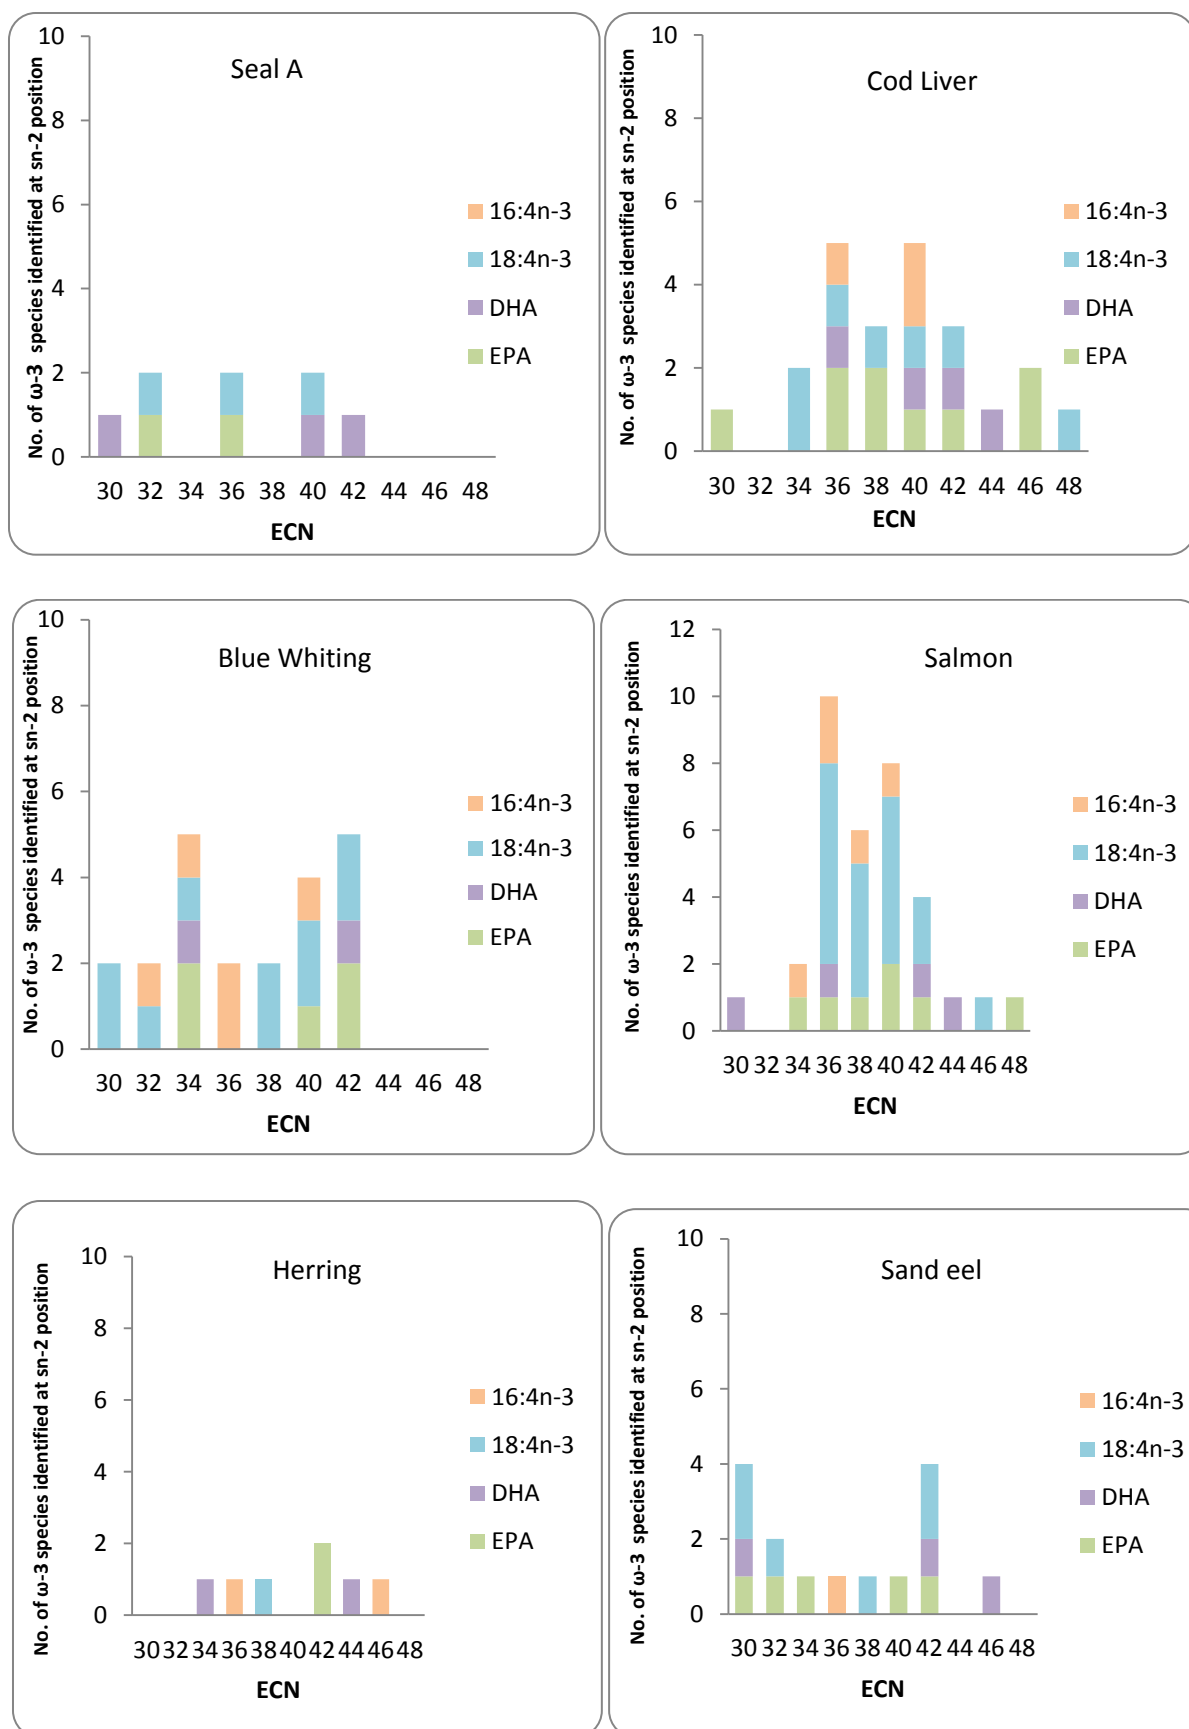 Seal A
No. of ω-3 species identified at sn-2 position
10
8
6
4
2
0
16:4n-3
18:4n-3
DHA
EPA
30 32 34 36 38 40 42 44 46 48
ECN
Cod Liver
No. of ω-3 species identified at sn-2 position
10
8
6
4
2
0
16:4n-3
18:4n-3
DHA
EPA
30 32 34 36 38 40 42 44 46 48
ECN
Blue Whiting
No. of ω-3 species identified at sn-2 position
10
8
6
4
2
0
16:4n-3
18:4n-3
DHA
EPA
30 32 34 36 38 40 42 44 46 48
ECN
Salmon
No. of ω-3 species identified at sn-2 position
12
10
8
6
4
2
0
16:4n-3
18:4n-3
DHA
EPA
30 32 34 36 38 40 42 44 46 48
ECN
Herring
No. of ω-3 species identified at sn-2 position
10
8
6
4
2
0
16:4n-3
18:4n-3
DHA
EPA
30 32 34 36 38 40 42 44 46 48
ECN
Sand eel
No. of ω-3 species identified at sn-2 position
10
8
6
4
2
0
16:4n-3
18:4n-3
DHA
EPA
30 32 34 36 38 40 42 44 46 48
ECN